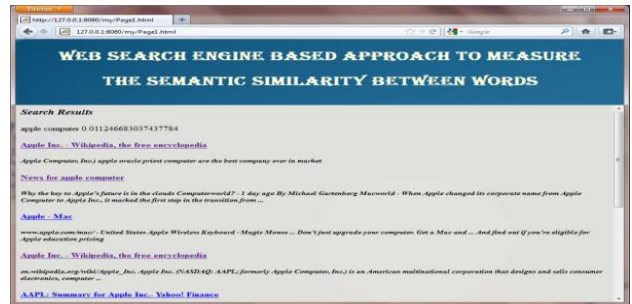 Firefox
http://127.0.0.1:8080/my/Page1.html
127.0.0.1:8080/my/Page1.html
Google
WEB SEARCH ENGINE BASED APPROACH TO MEASURE
THE SEMANTIC SIMILARITY BETWEEN WORDS
Search Results
apple computer 0.011246683037437784
Apple Inc. - Wikipedia, the free encyclopedia
Apple Computer, Inc.) apple oracle priest computer are the best company ever in market
News for apple computer
Why the key to Apple's future is in the clouds Computerworld? - 1 day ago By Michael Gartenberg Macworld - When Apple changed its corporate name from Apple
Computer to Apple Inc., it marked the first step in the transition from ...
Apple - Mac
www.apple.com/mac/ - United States Apple Wireless Keyboard - Magic Mouse ... Don't just upgrade your computer. Get a Mac and ... And find out if you're eligible for
Apple education pricing
Apple Inc. - Wikipedia, the free encyclopedia
en.wikipedia.org/wiki/Apple_Inc. Apple Inc. (NASDAQ: AAPL; formerly Apple Computer, Inc.) is an American multinational corporation that designs and sells consumer
electronics, computer ...
AAPL: Summary for Apple Inc.- Yahoo! Finance